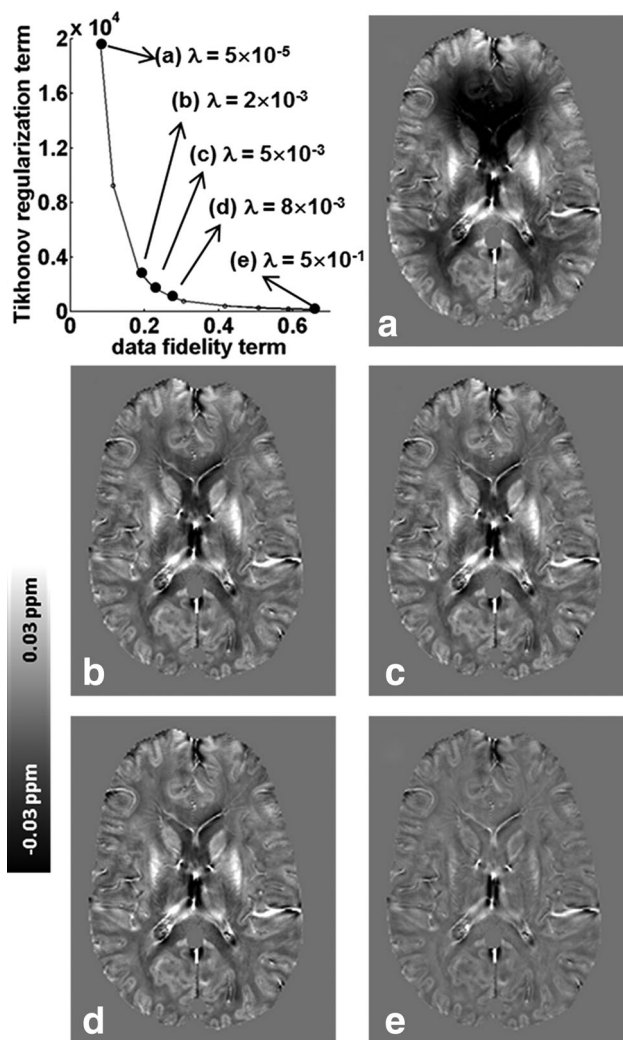 2 × 10⁴
1.6
1.2
0.8
0.4
0
0 0.2 0.4 0.6
Tikhonov regularization term
data fidelity term
(a) λ = 5×10⁻⁵
(b) λ = 2×10⁻³
(c) λ = 5×10⁻³
(d) λ = 8×10⁻³
(e) λ = 5×10⁻¹
a
0.03 ppm
-0.03 ppm
b
c
d
e